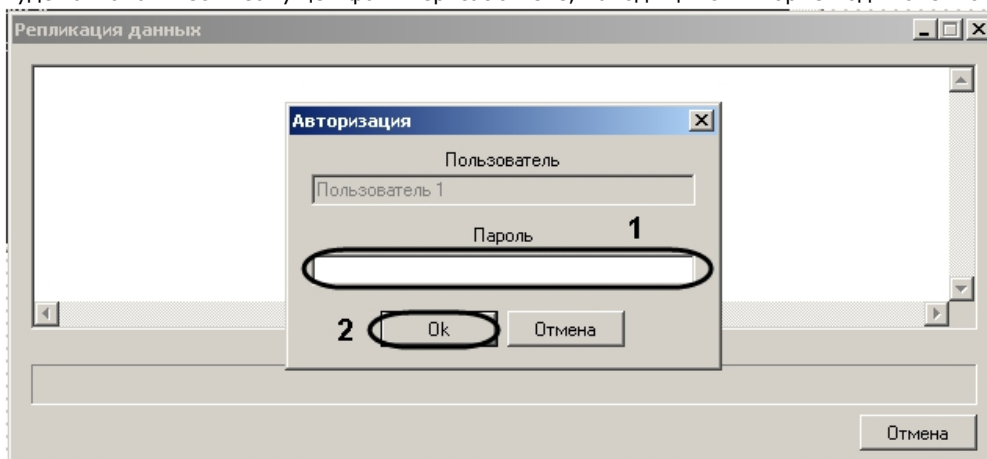 Репликация данных
Авторизация
Пользователь
Пользователь 1
Пароль
1
2
Ok
Отмена
Отмена